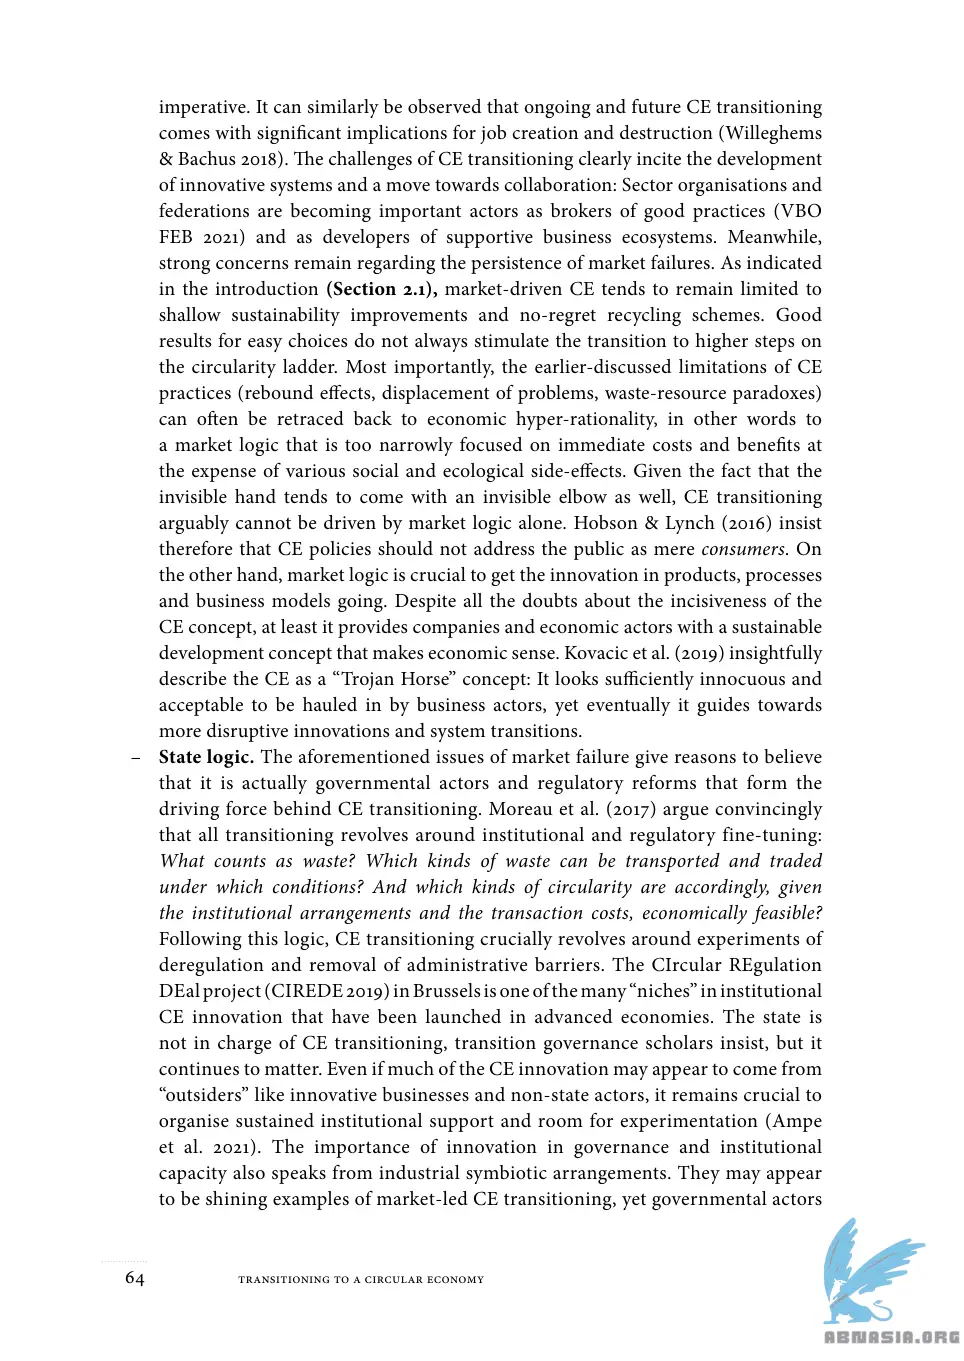 imperative. It can similarly be observed that ongoing and future CE transitioning
comes with significant implications for job creation and destruction (Willeghems
& Bachus 2018). The challenges of CE transitioning clearly incite the development
of innovative systems and a move towards collaboration: Sector organisations and
federations are becoming important actors as brokers of good practices (VBO
FEB 2021) and as developers of supportive business ecosystems. Meanwhile,
strong concerns remain regarding the persistence of market failures. As indicated
in the introduction (Section 2.1), market-driven CE tends to remain limited to
shallow sustainability improvements and no-regret recycling schemes. Good
results for easy choices do not always stimulate the transition to higher steps on
the circularity ladder. Most importantly, the earlier-discussed limitations of CE
practices (rebound effects, displacement of problems, waste-resource paradoxes)
can often be retraced back to economic hyper-rationality, in other words to
a market logic that is too narrowly focused on immediate costs and benefits at
the expense of various social and ecological side-effects. Given the fact that the
invisible hand tends to come with an invisible elbow as well, CE transitioning
arguably cannot be driven by market logic alone. Hobson & Lynch (2016) insist
therefore that CE policies should not address the public as mere consumers. On
the other hand, market logic is crucial to get the innovation in products, processes
and business models going. Despite all the doubts about the incisiveness of the
CE concept, at least it provides companies and economic actors with a sustainable
development concept that makes economic sense. Kovacic et al. (2019) insightfully
describe the CE as a “Trojan Horse” concept: It looks sufficiently innocuous and
acceptable to be hauled in by business actors, yet eventually it guides towards
more disruptive innovations and system transitions.
– State logic. The aforementioned issues of market failure give reasons to believe
that it is actually governmental actors and regulatory reforms that form the
driving force behind CE transitioning. Moreau et al. (2017) argue convincingly
that all transitioning revolves around institutional and regulatory fine-tuning:
What counts as waste? Which kinds of waste can be transported and traded
under which conditions? And which kinds of circularity are accordingly, given
the institutional arrangements and the transaction costs, economically feasible?
Following this logic, CE transitioning crucially revolves around experiments of
deregulation and removal of administrative barriers. The CIrcular REgulation
DEal project (CIREDE 2019) in Brussels is one of the many “niches” in institutional
CE innovation that have been launched in advanced economies. The state is
not in charge of CE transitioning, transition governance scholars insist, but it
continues to matter. Even if much of the CE innovation may appear to come from
“outsiders” like innovative businesses and non-state actors, it remains crucial to
organise sustained institutional support and room for experimentation (Ampe
et al. 2021). The importance of innovation in governance and institutional
capacity also speaks from industrial symbiotic arrangements. They may appear
to be shining examples of market-led CE transitioning, yet governmental actors
64 TRANSITIONING TO A CIRCULAR ECONOMY
ABNASIA.ORG